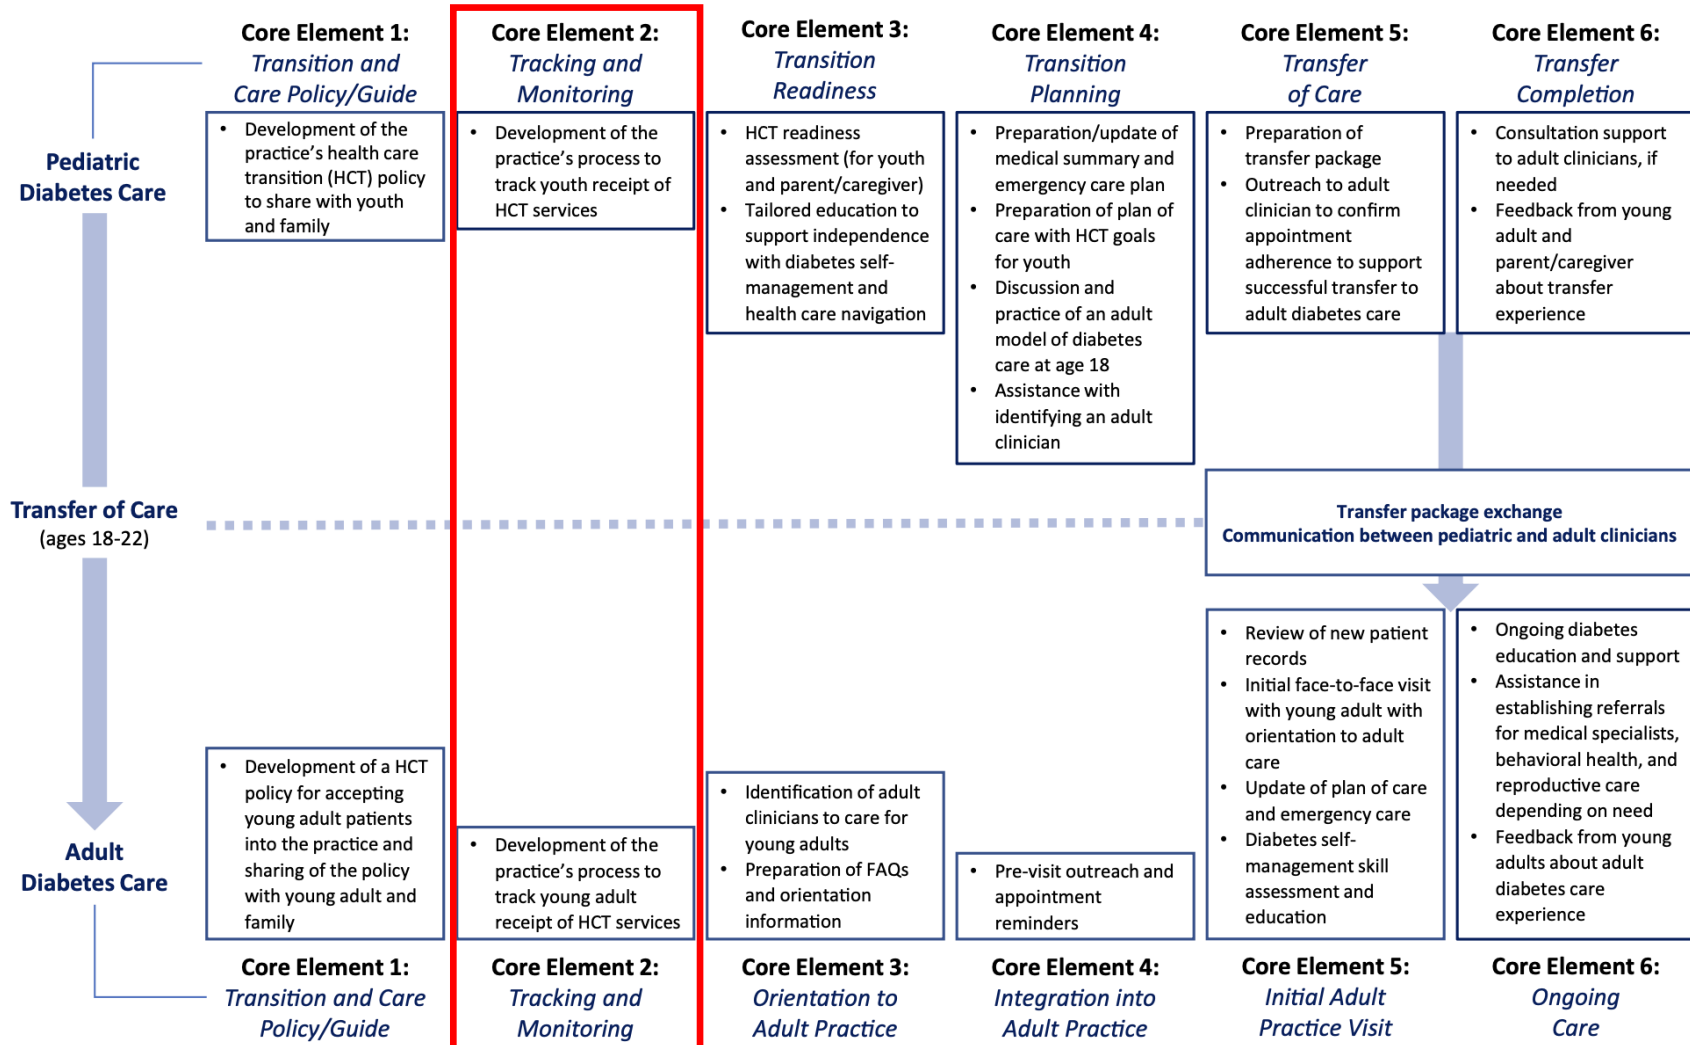 Core Element 1:
Transition and
Care Policy/Guide
Core Element 2:
Tracking and
Monitoring
Core Element 3:
Transition
Readiness
Core Element 4:
Transition
Planning
Core Element 5:
Transfer
of Care
Core Element 6:
Transfer
Completion
Pediatric
Diabetes Care
• Development of the
practice's health care
transition (HCT) policy
to share with youth
and family
• Development of the
practice's process to
track youth receipt of
HCT services
• HCT readiness
assessment (for youth
and parent/caregiver)
• Tailored education to
support independence
with diabetes self-
management and
health care navigation
• Preparation/update of
medical summary and
emergency care plan
• Preparation of plan of
care with HCT goals
for youth
• Discussion and
practice of an adult
model of diabetes
care at age 18
• Assistance with
identifying an adult
clinician
• Preparation of
transfer package
• Outreach to adult
clinician to confirm
appointment
adherence to support
successful transfer to
adult diabetes care
• Consultation support
to adult clinicians, if
needed
• Feedback from young
adult and
parent/caregiver
about transfer
experience
Transfer of Care
(ages 18-22)
Transfer package exchange
Communication between pediatric and adult clinicians
Adult
Diabetes Care
• Development of a HCT
policy for accepting
young adult patients
into the practice and
sharing of the policy
with young adult and
family
• Development of the
practice's process to
track young adult
receipt of HCT services
• Identification of adult
clinicians to care for
young adults
• Preparation of FAQs
and orientation
information
• Pre-visit outreach and
appointment
reminders
• Review of new patient
records
• Initial face-to-face visit
with young adult with
orientation to adult
care
• Update of plan of care
and emergency care
• Diabetes self-
management skill
assessment and
education
• Ongoing diabetes
education and support
• Assistance in
establishing referrals
for medical specialists,
behavioral health, and
reproductive care
depending on need
• Feedback from young
adults about adult
diabetes care
experience
Core Element 1:
Transition and Care
Policy/Guide
Core Element 2:
Tracking and
Monitoring
Core Element 3:
Orientation to
Adult Practice
Core Element 4:
Integration into
Adult Practice
Core Element 5:
Initial Adult
Practice Visit
Core Element 6:
Ongoing
Care